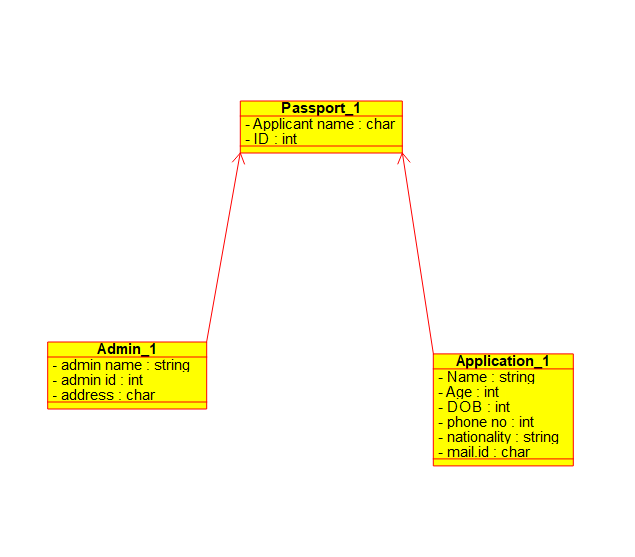 Passport_1
- Applicant name : char
- ID : int
Admin_1
- admin name : string
- admin id : int
- address : char
Application_1
- Name : string
- Age : int
- DOB : int
- phone no : int
- nationality : string
- mail.id : char